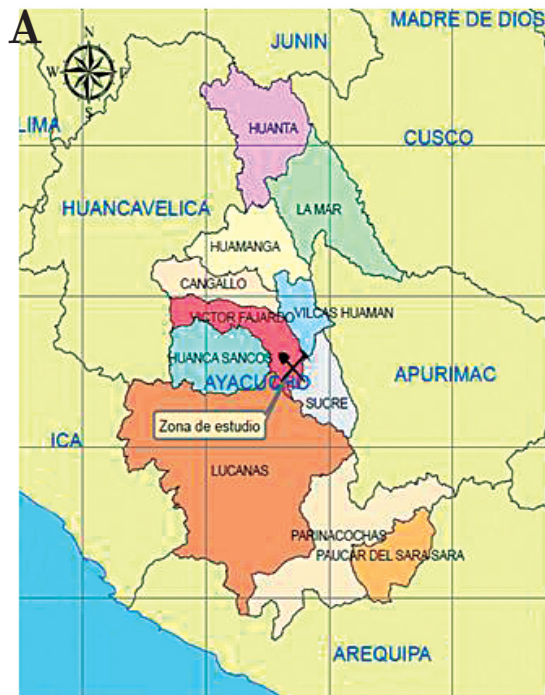 A
MADRE DE DIOS
JUNIN
N
W E
S
LIMA
HUANTA
CUSCO
HUANCAVELICA
LA MAR
HUAMANGA
CANGALLO
VICTOR FAJARDO
VILCAS HUAMAN
HUANCA SANCOS
APURIMAC
AYACUCHO
SUCRE
Zona de estudio
ICA
LUCANAS
PARINACOCHAS
PAUCAR DEL SARA SARA
AREQUIPA